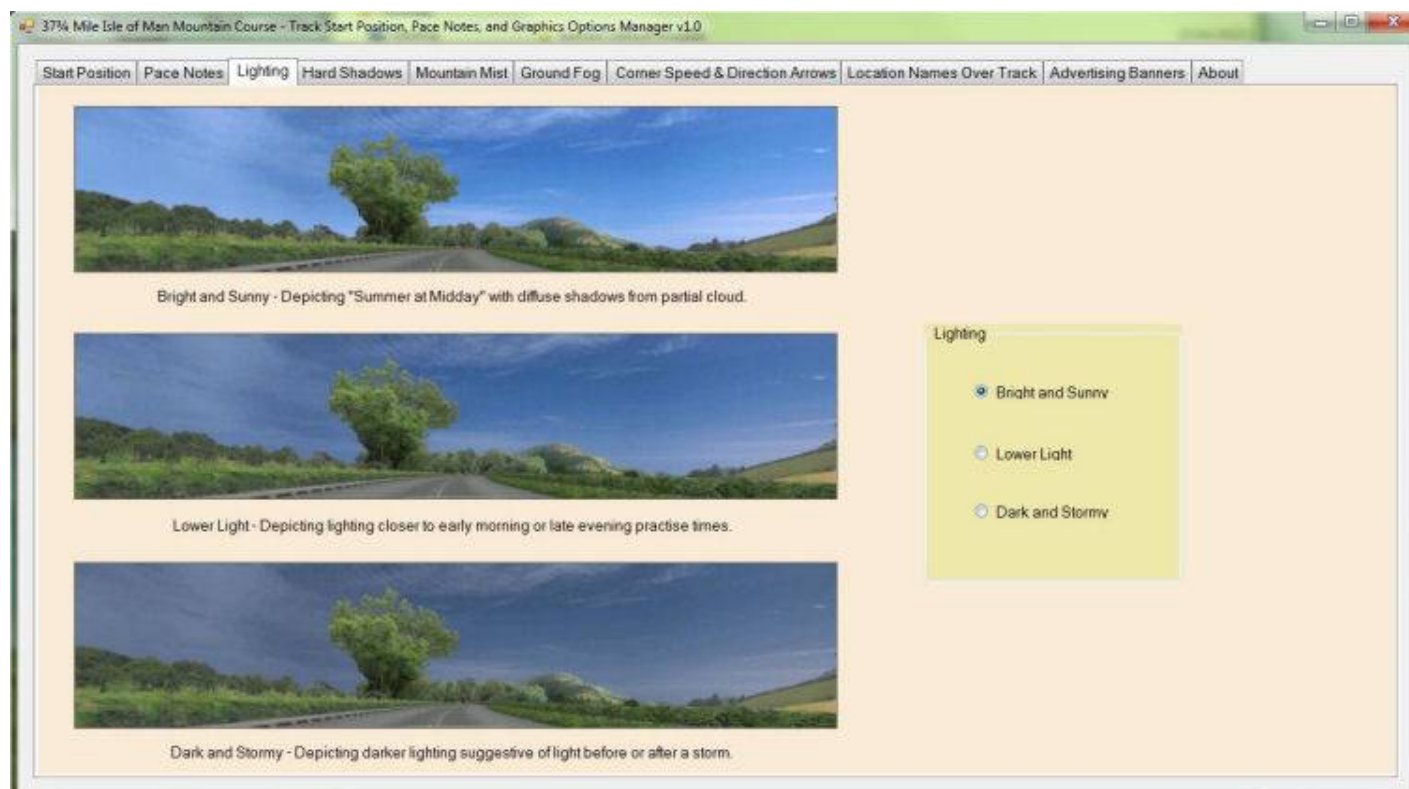 37¾ Mile Isle of Man Mountain Course - Track Start Position, Pace Notes, and Graphics Options Manager v1.0
Start Position Pace Notes Lighting Hard Shadows Mountain Mist Ground Fog Corner Speed & Direction Arrows Location Names Over Track Advertising Banners About
Bright and Sunny - Depicting "Summer at Midday" with diffuse shadows from partial cloud.
Lighting
Bright and Sunny
Lower Light
Dark and Stormy
Lower Light - Depicting lighting closer to early morning or late evening practise times.
Dark and Stormy - Depicting darker lighting suggestive of light before or after a storm.